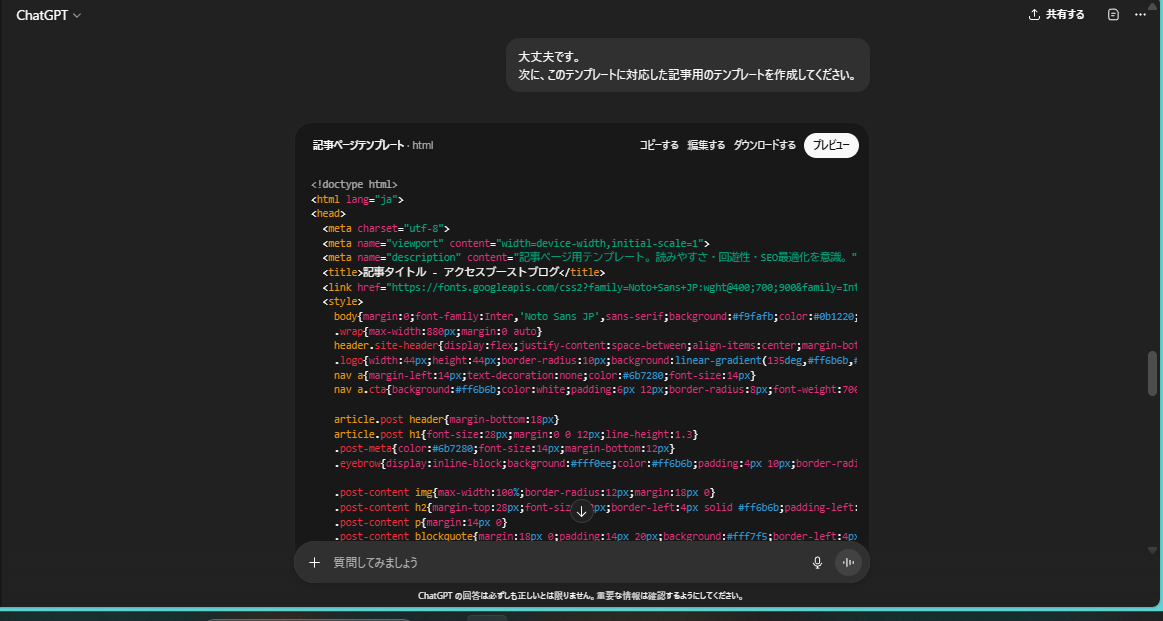 ChatGPT
共有する
大丈夫です。
次に、このテンプレートに対応した記事用のテンプレートを作成してください。
記事ページテンプレート · html
コピーする 編集する ダウンロードする プレビュー
<!doctype html>
<html lang="ja">
<head>
<meta charset="utf-8">
<meta name="viewport" content="width=device-width,initial-scale=1">
<meta name="description" content="記事ページ用テンプレート。読みやすさ・回遊性・SEO最適化を意識。"
<title>記事タイトル - アクセスブーストブログ</title>
<link href="https://fonts.googleapis.com/css2?family=Noto+Sans+JP:wght@400;700;900&family=Int
<style>
body{margin:0;font-family:Inter,'Noto Sans JP',sans-serif;background:#f9fafb;color:#0b1220;
.wrap{max-width:880px;margin:0 auto}
header.site-header{display:flex;justify-content:space-between;align-items:center;margin-bot
.logo{width:44px;height:44px;border-radius:10px;background:linear-gradient(135deg,#ff6b6b,#
nav a{margin-left:14px;text-decoration:none;color:#6b7280;font-size:14px}
nav a.cta{background:#ff6b6b;color:white;padding:6px 12px;border-radius:8px;font-weight:700
article.post header{margin-bottom:18px}
article.post h1{font-size:28px;margin:0 0 12px;line-height:1.3}
.post-meta{color:#6b7280;font-size:14px;margin-bottom:12px}
.eyebrow{display:inline-block;background:#fff0ee;color:#ff6b6b;padding:4px 10px;border-radi
.post-content img{max-width:100%;border-radius:12px;margin:18px 0}
.post-content h2{margin-top:28px;font-siz px;border-left:4px solid #ff6b6b;padding-left:
.post-content p{margin:14px 0}
.post-content blockquote{margin:18px 0;padding:14px 20px;background:#fff7f5;border-left:4px
質問してみましょう
ChatGPT の回答は必ずしも正しいとは限りません。重要な情報は確認するようにしてください。